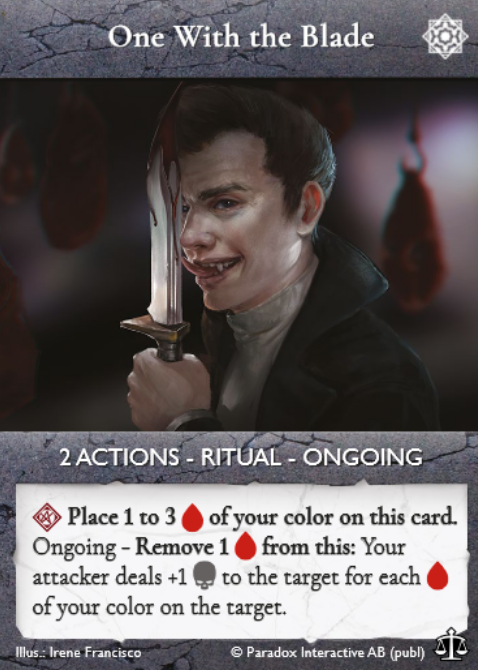 One With the Blade
2 ACTIONS - RITUAL - ONGOING
Place 1 to 3 of your color on this card.
Ongoing - Remove 1 from this: Your
attacker deals +1 to the target for each
of your color on the target.
Illus.: Irene Francisco © Paradox Interactive AB (publ)